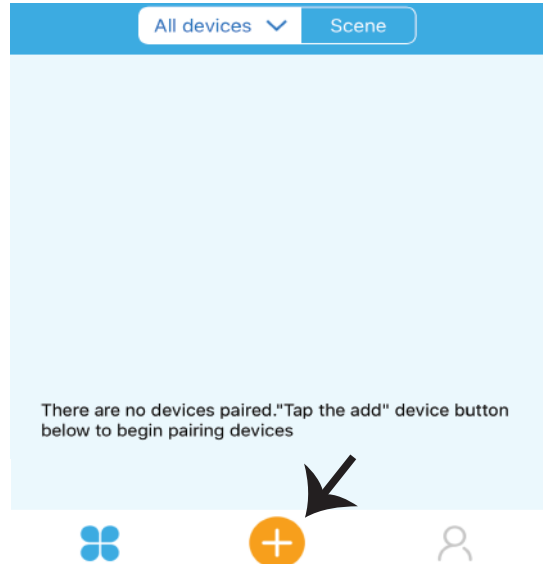 All devices Scene
There are no devices paired."Tap the add" device button
below to begin pairing devices